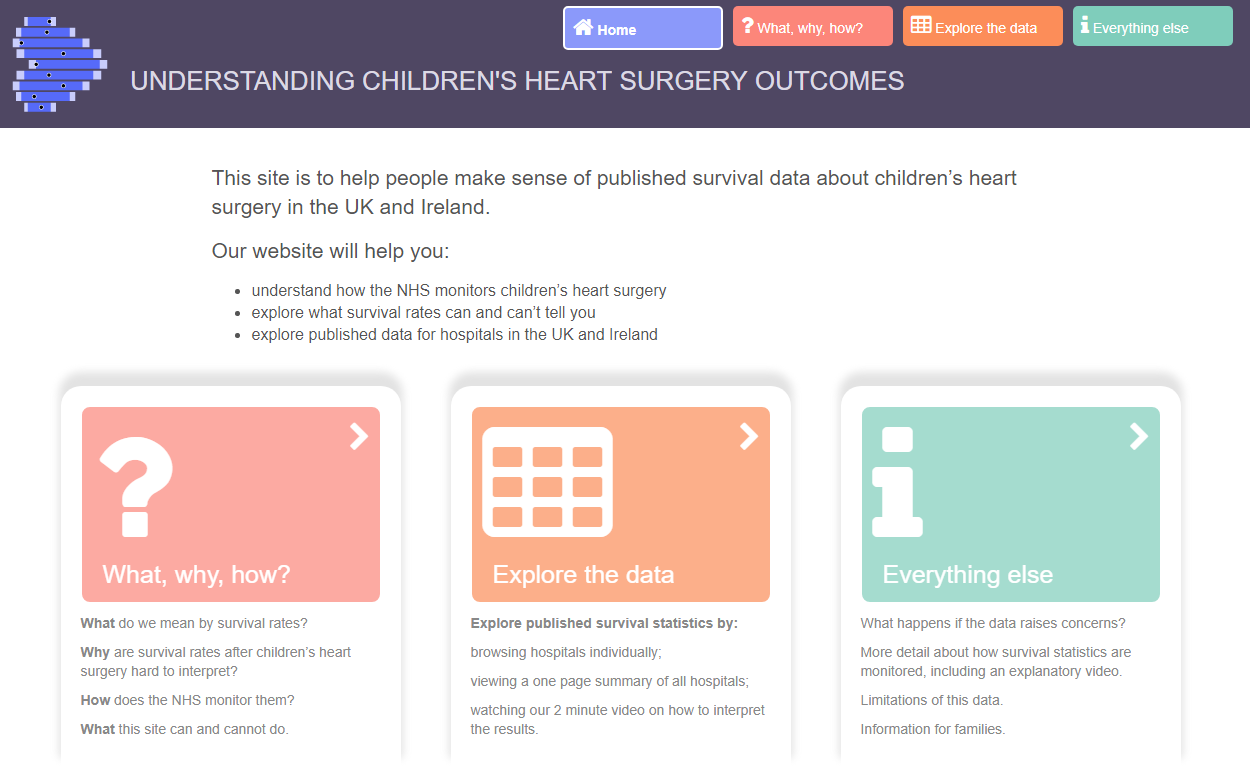 Home
What, why, how?
Explore the data
Everything else
UNDERSTANDING CHILDREN'S HEART SURGERY OUTCOMES
This site is to help people make sense of published survival data about children’s heart
surgery in the UK and Ireland.
Our website will help you:
understand how the NHS monitors children’s heart surgery
explore what survival rates can and can’t tell you
explore published data for hospitals in the UK and Ireland
What, why, how?
What do we mean by survival rates?
Why are survival rates after children’s heart
surgery hard to interpret?
How does the NHS monitor them?
What this site can and cannot do.
Explore the data
Explore published survival statistics by:
browsing hospitals individually;
viewing a one page summary of all hospitals;
watching our 2 minute video on how to interpret
the results.
Everything else
What happens if the data raises concerns?
More detail about how survival statistics are
monitored, including an explanatory video.
Limitations of this data.
Information for families.